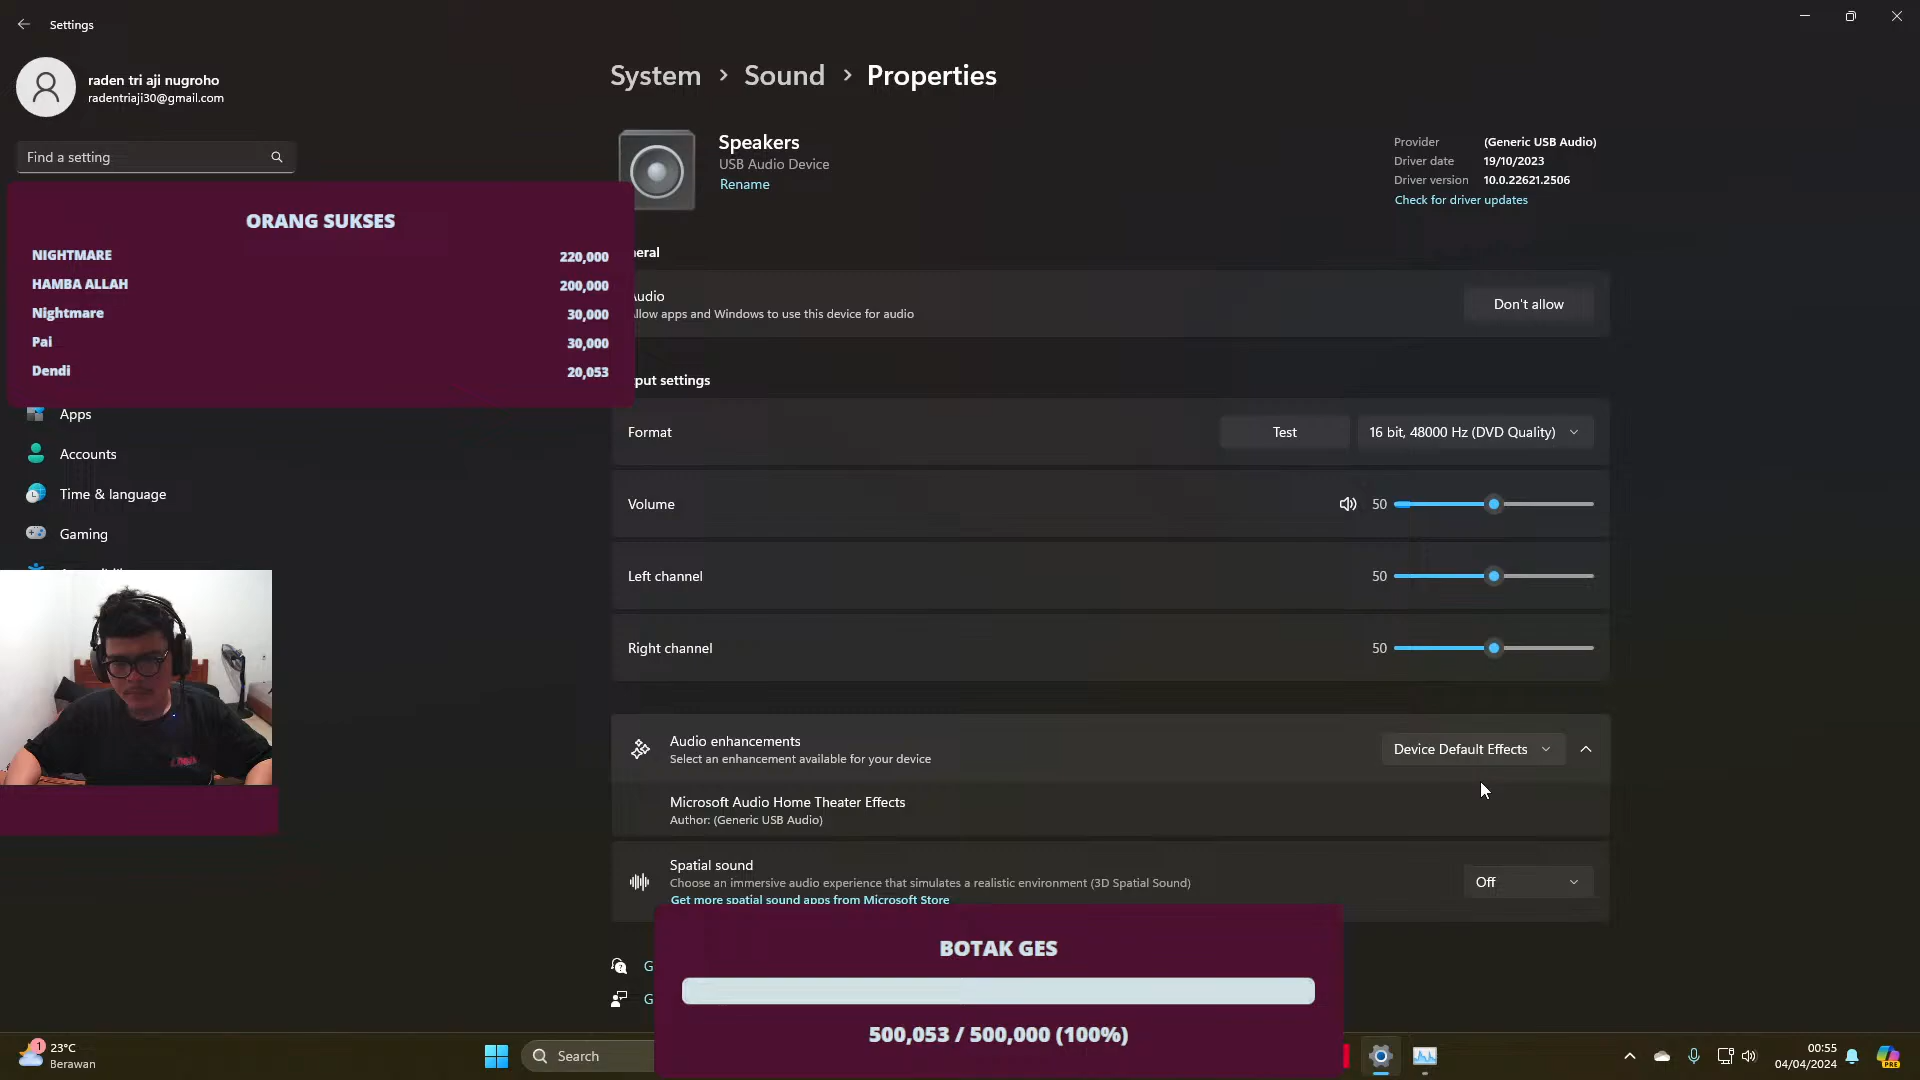 Settings
raden tri aji nugroho
radentriaji30@gmail.com
Find a setting
System > Sound > Properties
Speakers
USB Audio Device
Rename
Provider (Generic USB Audio)
Driver date 19/10/2023
Driver version 10.0.22621.2506
Check for driver updates
ORANG SUKSES
NIGHTMARE 220,000
HAMBA ALLAH 200,000
Nightmare 30,000
Pai 30,000
Dendi 20,053
Apps
Accounts
Time & language
Gaming
neral
Audio
Allow apps and Windows to use this device for audio
Don't allow
put settings
Format
Test
16 bit, 48000 Hz (DVD Quality)
Volume
50
Left channel
50
Right channel
50
Audio enhancements
Select an enhancement available for your device
Device Default Effects
Microsoft Audio Home Theater Effects
Author: (Generic USB Audio)
Spatial sound
Choose an immersive audio experience that simulates a realistic environment (3D Spatial Sound)
Get more spatial sound apps from Microsoft Store
Off
G
G
BOTAK GES
500,053 / 500,000 (100%)
1
23°C
Berawan
Search
00:55
04/04/2024
PRE